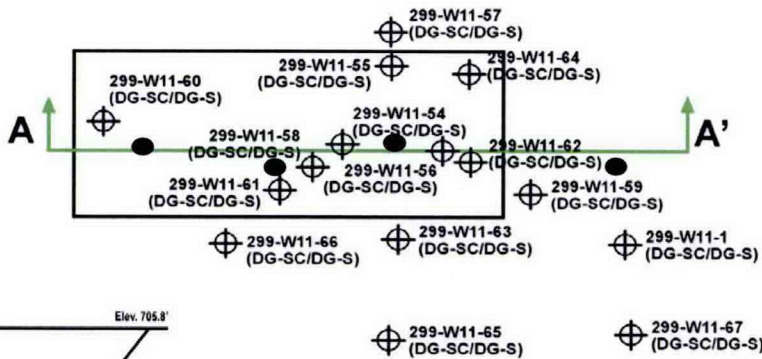 299-W11-57
(DG-SC/DG-S)
299-W11-55
(DG-SC/DG-S)
299-W11-64
(DG-SC/DG-S)
299-W11-60
(DG-SC/DG-S)
A
299-W11-54
(DG-SC/DG-S)
A'
299-W11-58
(DG-SC/DG-S)
299-W11-62
(DG-SC/DG-S)
299-W11-56
(DG-SC/DG-S)
299-W11-61
(DG-SC/DG-S)
299-W11-59
(DG-SC/DG-S)
299-W11-66
(DG-SC/DG-S)
299-W11-63
(DG-SC/DG-S)
299-W11-1
(DG-SC/DG-S)
Elev. 705.8'
299-W11-65
(DG-SC/DG-S)
299-W11-67
(DG-SC/DG-S)